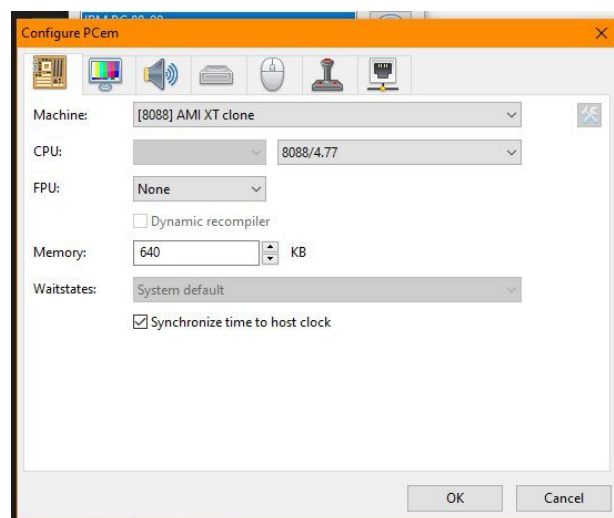 Configure PCem
Machine: [8088] AMI XT clone
CPU: 8088/4.77
FPU: None
Dynamic recompiler
Memory: 640 KB
Waitstates: System default
Synchronize time to host clock
OK Cancel